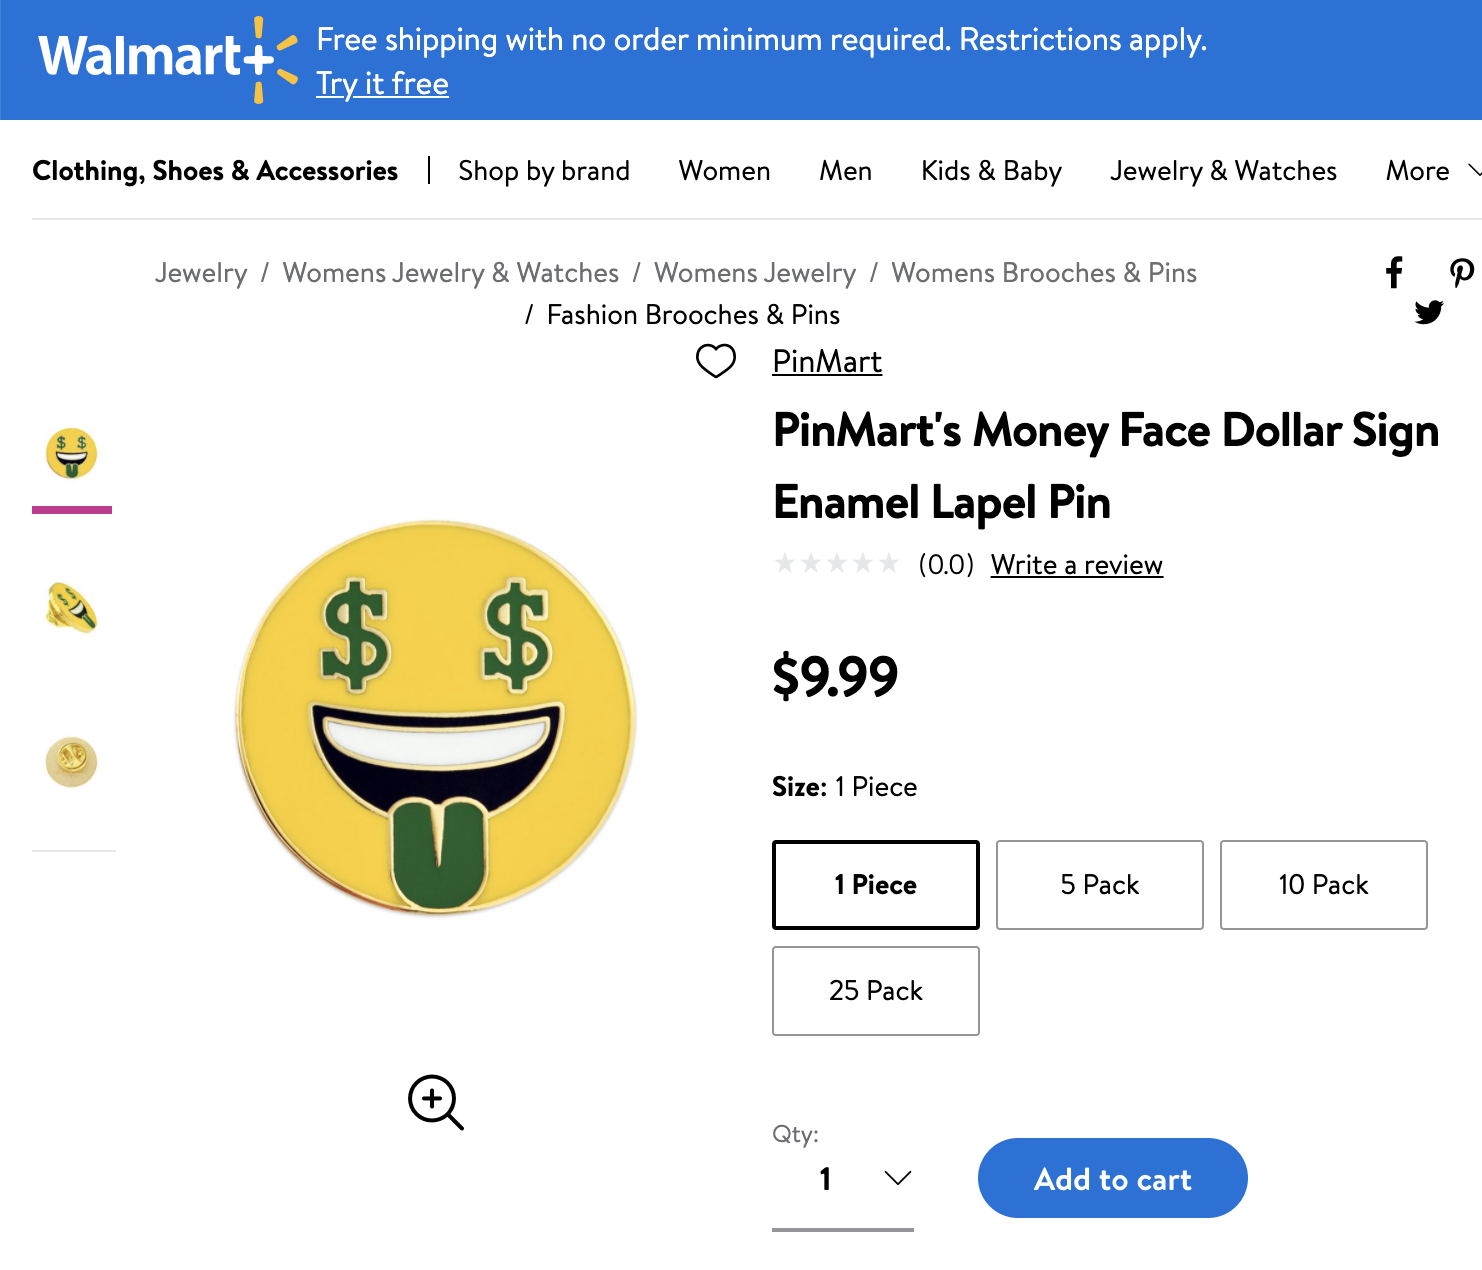 Walmart+
Free shipping with no order minimum required. Restrictions apply.
Try it free
Clothing, Shoes & Accessories | Shop by brand Women Men Kids & Baby Jewelry & Watches More
Jewelry / Womens Jewelry & Watches / Womens Jewelry / Womens Brooches & Pins
/ Fashion Brooches & Pins
PinMart
PinMart's Money Face Dollar Sign
Enamel Lapel Pin
(0.0) Write a review
$ $
$9.99
Size: 1 Piece
1 Piece 5 Pack 10 Pack
25 Pack
Qty:
1 Add to cart